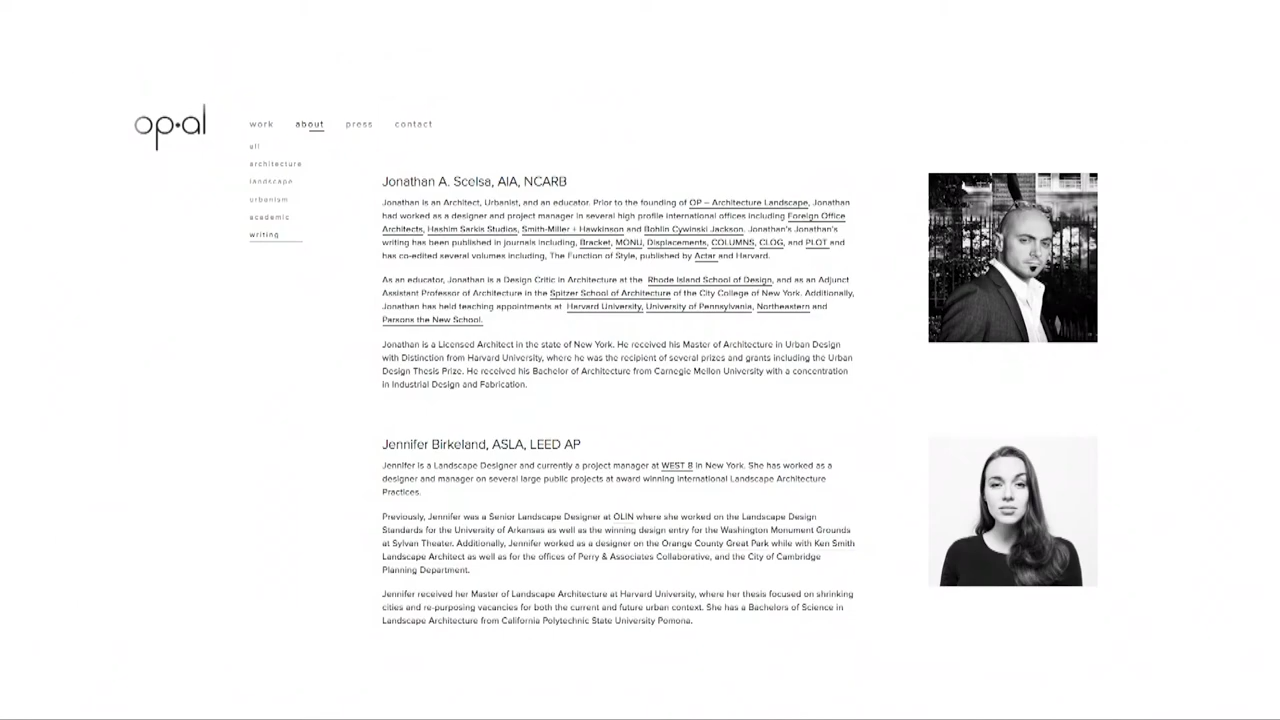 op•al
work about press contact
all
architecture
landscape
urbanism
academic
writing
Jonathan A. Scelsa, AIA, NCARB
Jonathan is an Architect, Urbanist, and an educator. Prior to the founding of OP – Architecture Landscape, Jonathan
had worked as a designer and project manager in several high profile international offices including Foreign Office
Architects, Hashim Sarkis Studios, Smith-Miller + Hawkinson and Bohlin Cywinski Jackson. Jonathan's Jonathan's
writing has been published in journals including, Bracket, MONU, Displacements, COLUMNS, CLOG, and PLOT and
has co-edited several volumes including, The Function of Style, published by Actar and Harvard.
As an educator, Jonathan is a Design Critic in Architecture at the Rhode Island School of Design, and as an Adjunct
Assistant Professor of Architecture in the Spitzer School of Architecture of the City College of New York. Additionally,
Jonathan has held teaching appointments at Harvard University, University of Pennsylvania, Northeastern and
Parsons the New School.
Jonathan is a Licensed Architect in the state of New York. He received his Master of Architecture in Urban Design
with Distinction from Harvard University, where he was the recipient of several prizes and grants including the Urban
Design Thesis Prize. He received his Bachelor of Architecture from Carnegie Mellon University with a concentration
in Industrial Design and Fabrication.
Jennifer Birkeland, ASLA, LEED AP
Jennifer is a Landscape Designer and currently a project manager at WEST 8 in New York. She has worked as a
designer and manager on several large public projects at award winning international Landscape Architecture
Practices.
Previously, Jennifer was a Senior Landscape Designer at OLIN where she worked on the Landscape Design
Standards for the University of Arkansas as well as the winning design entry for the Washington Monument Grounds
at Sylvan Theater. Additionally, Jennifer worked as a designer on the Orange County Great Park while with Ken Smith
Landscape Architect as well as for the offices of Perry & Associates Collaborative, and the City of Cambridge
Planning Department.
Jennifer received her Master of Landscape Architecture at Harvard University, where her thesis focused on shrinking
cities and re-purposing vacancies for both the current and future urban context. She has a Bachelors of Science in
Landscape Architecture from California Polytechnic State University Pomona.